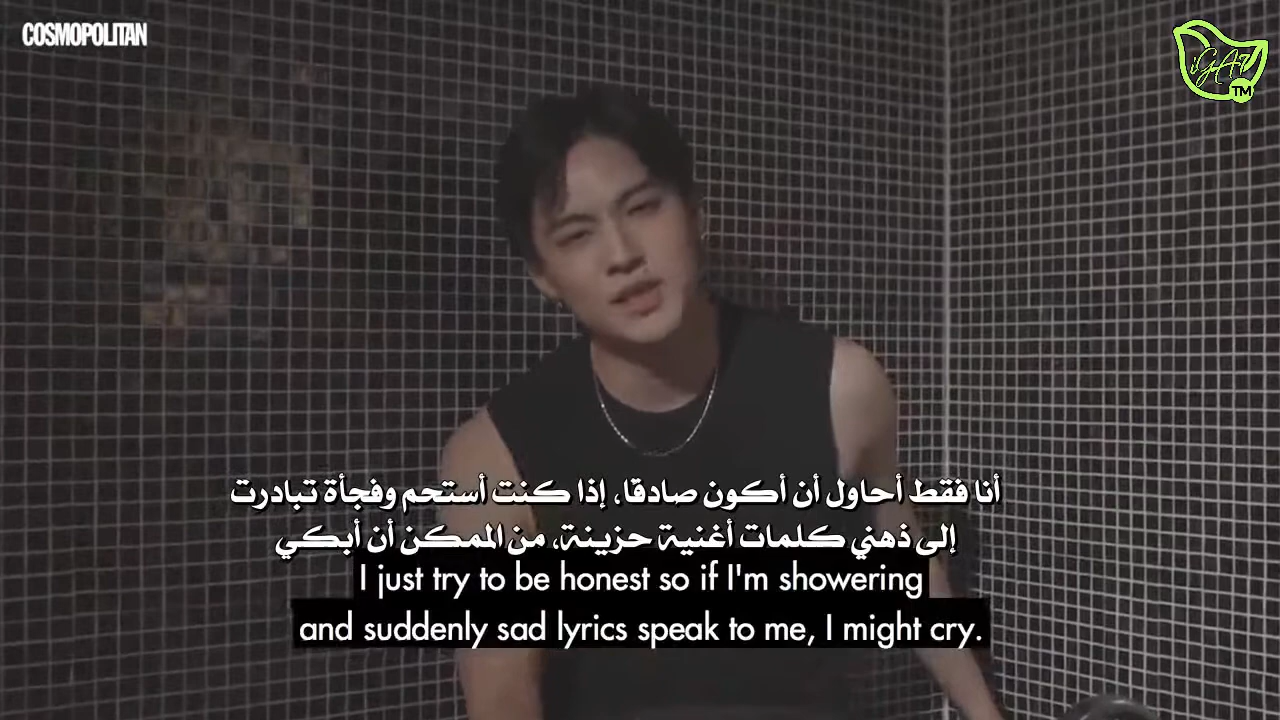 COSMOPOLITAN
iGA7
TM
أنا فقط أحاول أن أكون صادقا، إذا كنت أستحم وفجأة تبادرت
إلى ذهني كلمات أغنية حزينة، من الممكن أن أبكي
I just try to be honest so if I'm showering
and suddenly sad lyrics speak to me, I might cry.